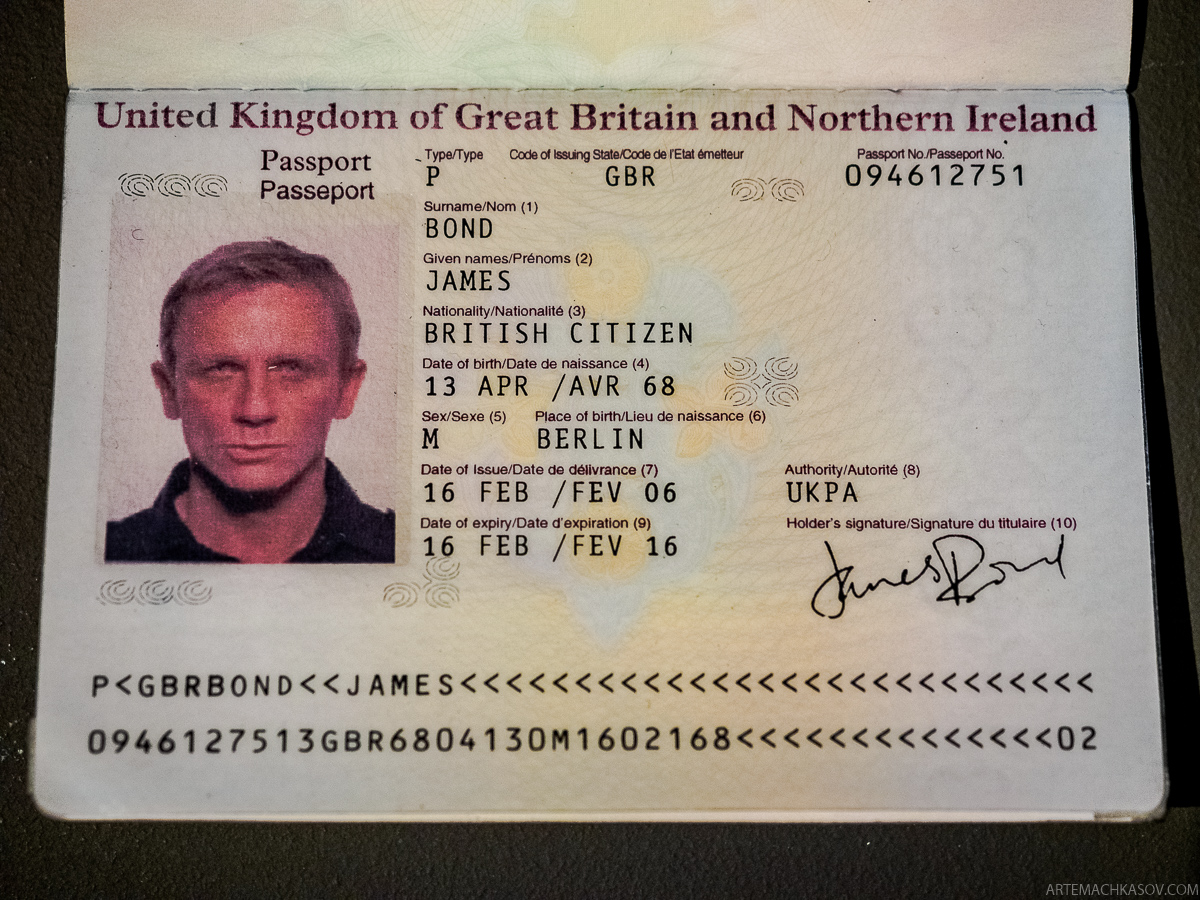 United Kingdom of Great Britain and Northern Ireland
Passport
Passeport
Type/Type Code of Issuing State/Code de l'Etat émetteur Passport No./Passeport No.
P GBR 094612751
Surname/Nom (1)
BOND
Given names/Prénoms (2)
JAMES
Nationality/Nationalité (3)
BRITISH CITIZEN
Date of birth/Date de naissance (4)
13 APR /AVR 68
Sex/Sexe (5) Place of birth/Lieu de naissance (6)
M BERLIN
Date of Issue/Date de délivrance (7) Authority/Autorité (8)
16 FEB /FEV 06 UKPA
Date of expiry/Date d'expiration (9) Holder's signature/Signature du titulaire (10)
16 FEB /FEV 16
James Bond
P<GBRBOND<<JAMES<<<<<<<<<<<<<<<<<<<<<<<<<<<<
0946127513GBR6804130M1602168<<<<<<<<<<<<<<02
ARTEMACHKASOV.COM